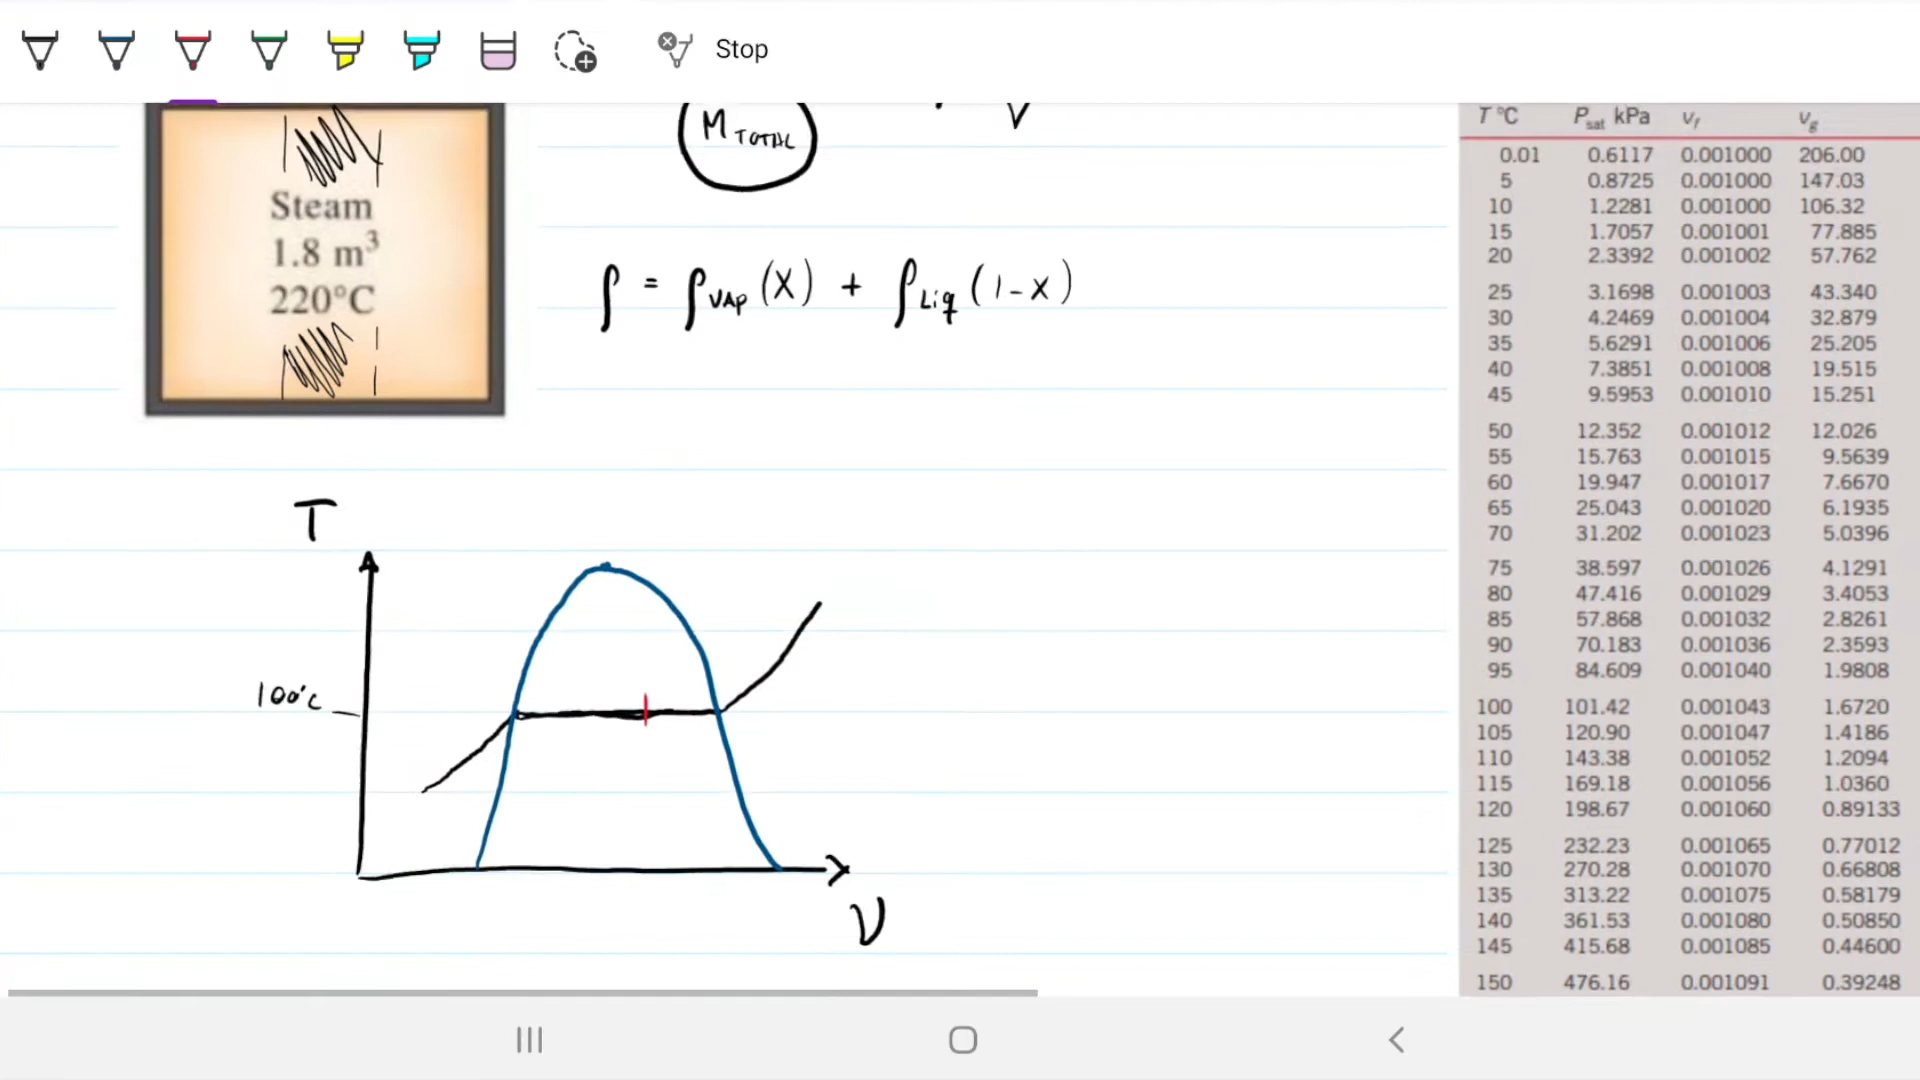 Stop
M TOTAL
V
Steam
1.8 m³
220°C
ρ = ρVAP (X) + ρLiq (1-X)
T
100°C
V
T °C Psat kPa vf vg
0.01 0.6117 0.001000 206.00
5 0.8725 0.001000 147.03
10 1.2281 0.001000 106.32
15 1.7057 0.001001 77.885
20 2.3392 0.001002 57.762
25 3.1698 0.001003 43.340
30 4.2469 0.001004 32.879
35 5.6291 0.001006 25.205
40 7.3851 0.001008 19.515
45 9.5953 0.001010 15.251
50 12.352 0.001012 12.026
55 15.763 0.001015 9.5639
60 19.947 0.001017 7.6670
65 25.043 0.001020 6.1935
70 31.202 0.001023 5.0396
75 38.597 0.001026 4.1291
80 47.416 0.001029 3.4053
85 57.868 0.001032 2.8261
90 70.183 0.001036 2.3593
95 84.609 0.001040 1.9808
100 101.42 0.001043 1.6720
105 120.90 0.001047 1.4186
110 143.38 0.001052 1.2094
115 169.18 0.001056 1.0360
120 198.67 0.001060 0.89133
125 232.23 0.001065 0.77012
130 270.28 0.001070 0.66808
135 313.22 0.001075 0.58179
140 361.53 0.001080 0.50850
145 415.68 0.001085 0.44600
150 476.16 0.001091 0.39248